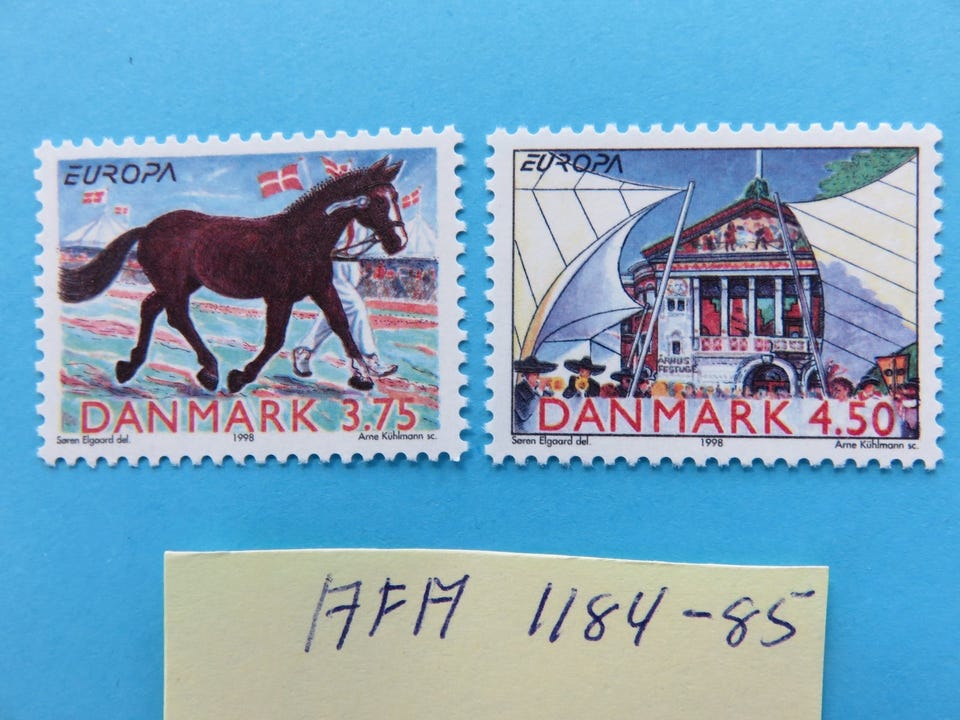 EUROPA
DANMARK 3.75
Søren Elgaard del. 1998 Arne Kühlmann sc.
EUROPA
ÅRHUS
FESTUGE
DANMARK 4.50
Søren Elgaard del. 1998 Arne Kühlmann sc.
AFA 1184-85